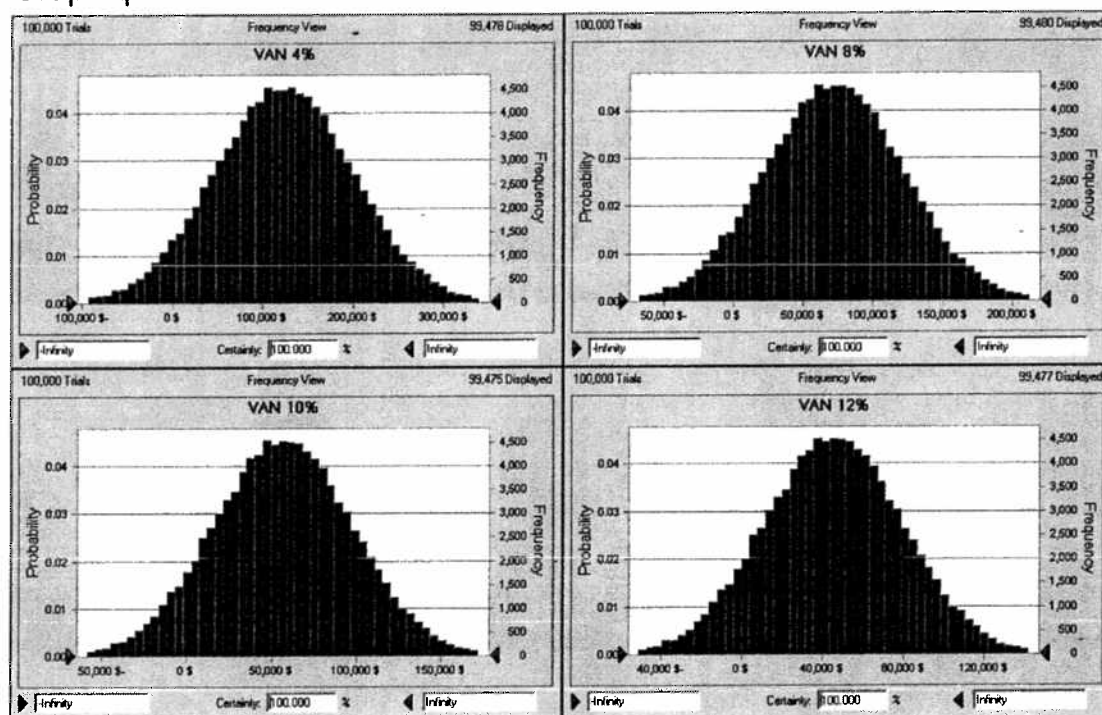 100,000 Trials Frequency View 99,476 Displayed
VAN 4%
Probability
Frequency
0.04
0.03
0.02
0.01
0.00
4,500
4,000
3,500
3,000
2,500
2,000
1,500
1,000
500
0
100,000 $- 0 $ 100,000 $ 200,000 $ 300,000 $
-Infinity Certainty: 100.000 % Infinity
100,000 Trials Frequency View 99,480 Displayed
VAN 8%
Probability
Frequency
0.04
0.03
0.02
0.01
0.00
4,500
4,000
3,500
3,000
2,500
2,000
1,500
1,000
500
0
50,000 $- 0 $ 50,000 $ 100,000 $ 150,000 $ 200,000 $
-Infinity Certainty: 100.000 % Infinity
100,000 Trials Frequency View 99,475 Displayed
VAN 10%
Probability
Frequency
0.04
0.03
0.02
0.01
0.00
4,500
4,000
3,500
3,000
2,500
2,000
1,500
1,000
500
0
50,000 $- 0 $ 50,000 $ 100,000 $ 150,000 $
-Infinity Certainty: 100.000 % Infinity
100,000 Trials Frequency View 99,477 Displayed
VAN 12%
Probability
Frequency
0.04
0.03
0.02
0.01
0.00
4,500
4,000
3,500
3,000
2,500
2,000
1,500
1,000
500
0
40,000 $- 0 $ 40,000 $ 80,000 $ 120,000 $
-Infinity Certainty: 100.000 % Infinity